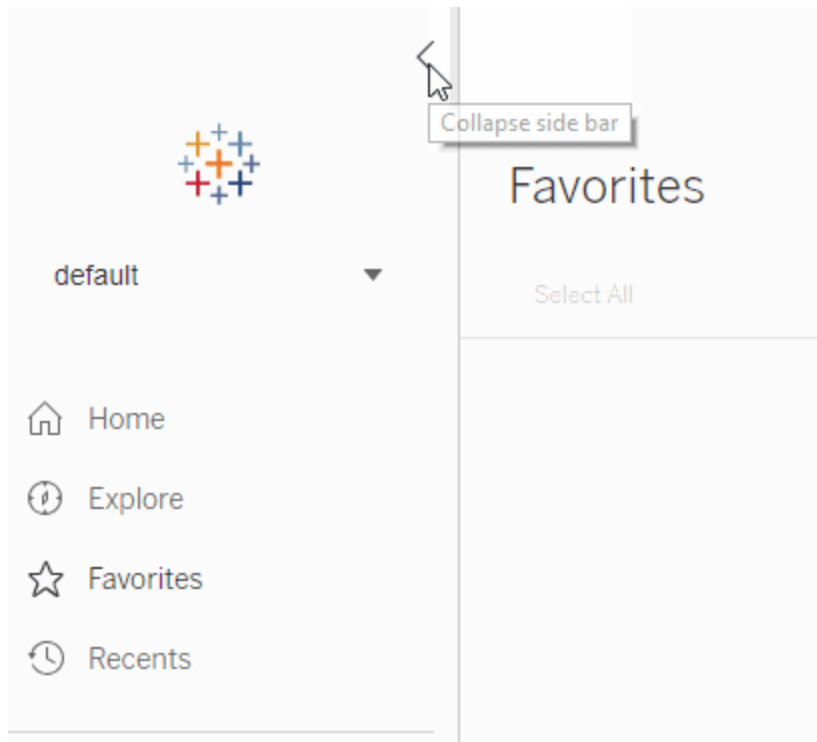 Collapse side bar
default
Home
Explore
Favorites
Recents
Favorites
Select All